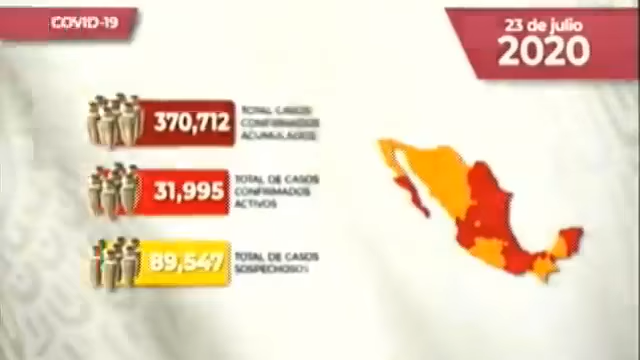 COVID-19
23 de julio
2020
370,712
TOTAL CASOS
CONFIRMADOS
ACUMULADOS
31,995
TOTAL DE CASOS
CONFIRMADOS
ACTIVOS
89,547
TOTAL DE CASOS
SOSPECHOSOS